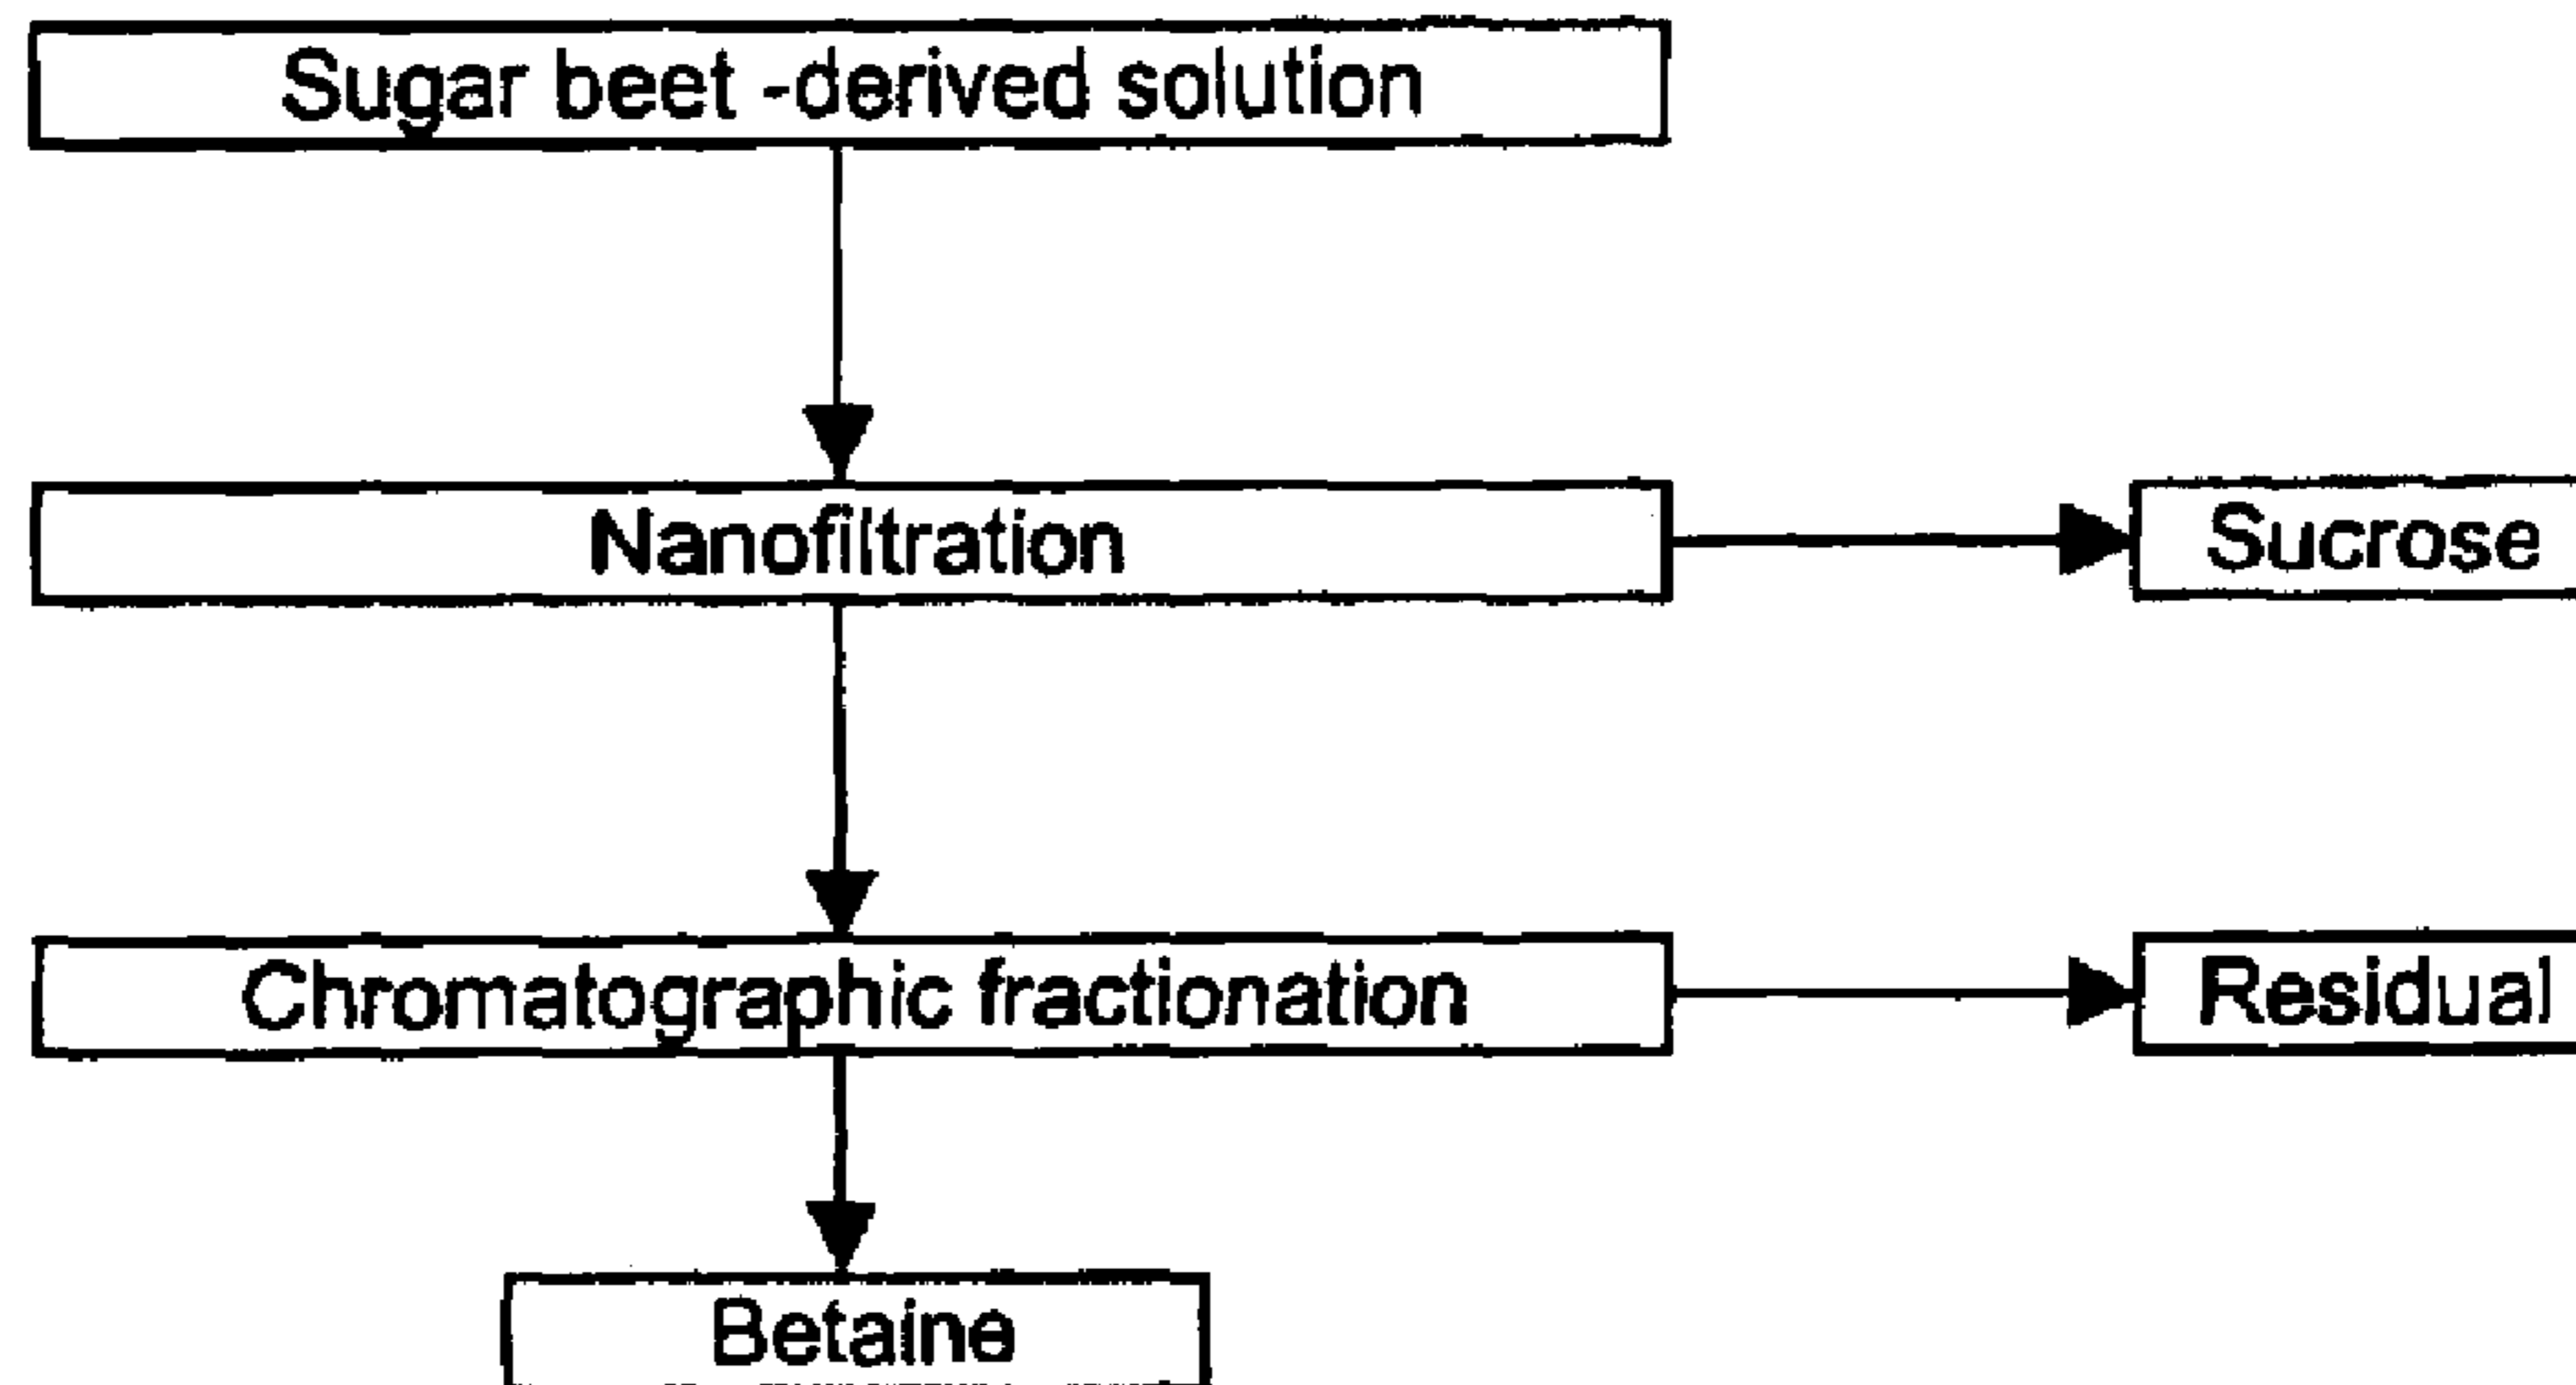 Sugar beet -derived solution
Nanofiltration
Sucrose
Chromatographic fractionation
Residual
Betaine